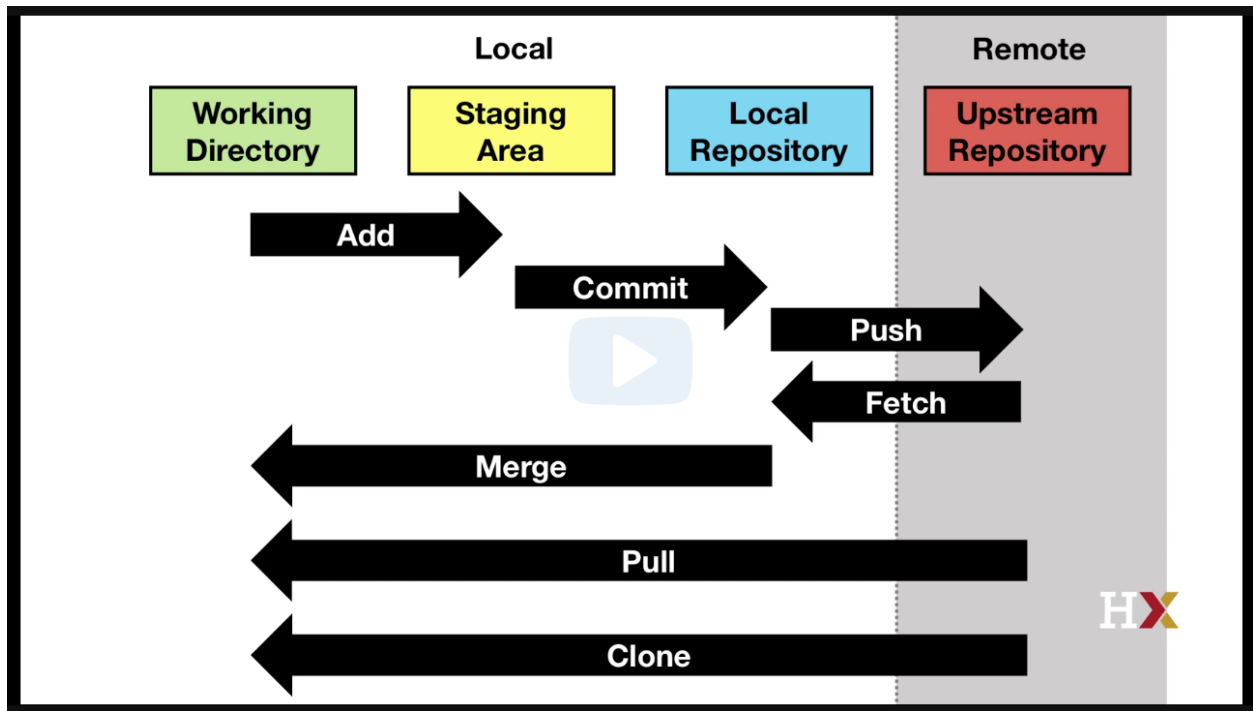 Local
Remote
Working
Directory
Staging
Area
Local
Repository
Upstream
Repository
Add
Commit
Push
Fetch
Merge
Pull
Clone
HX